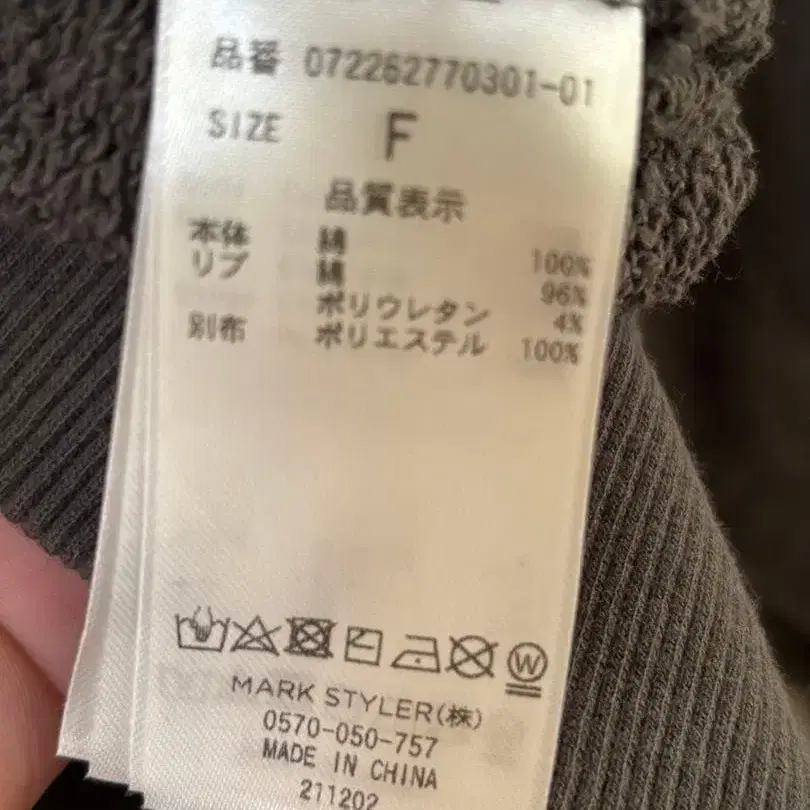 品番 072262770301-01
SIZE F
品質表示
本体 綿 100%
リブ 綿 96%
ポリウレタン 4%
別布 ポリエステル 100%
W
MARK STYLER(株)
0570-050-757
MADE IN CHINA
211202